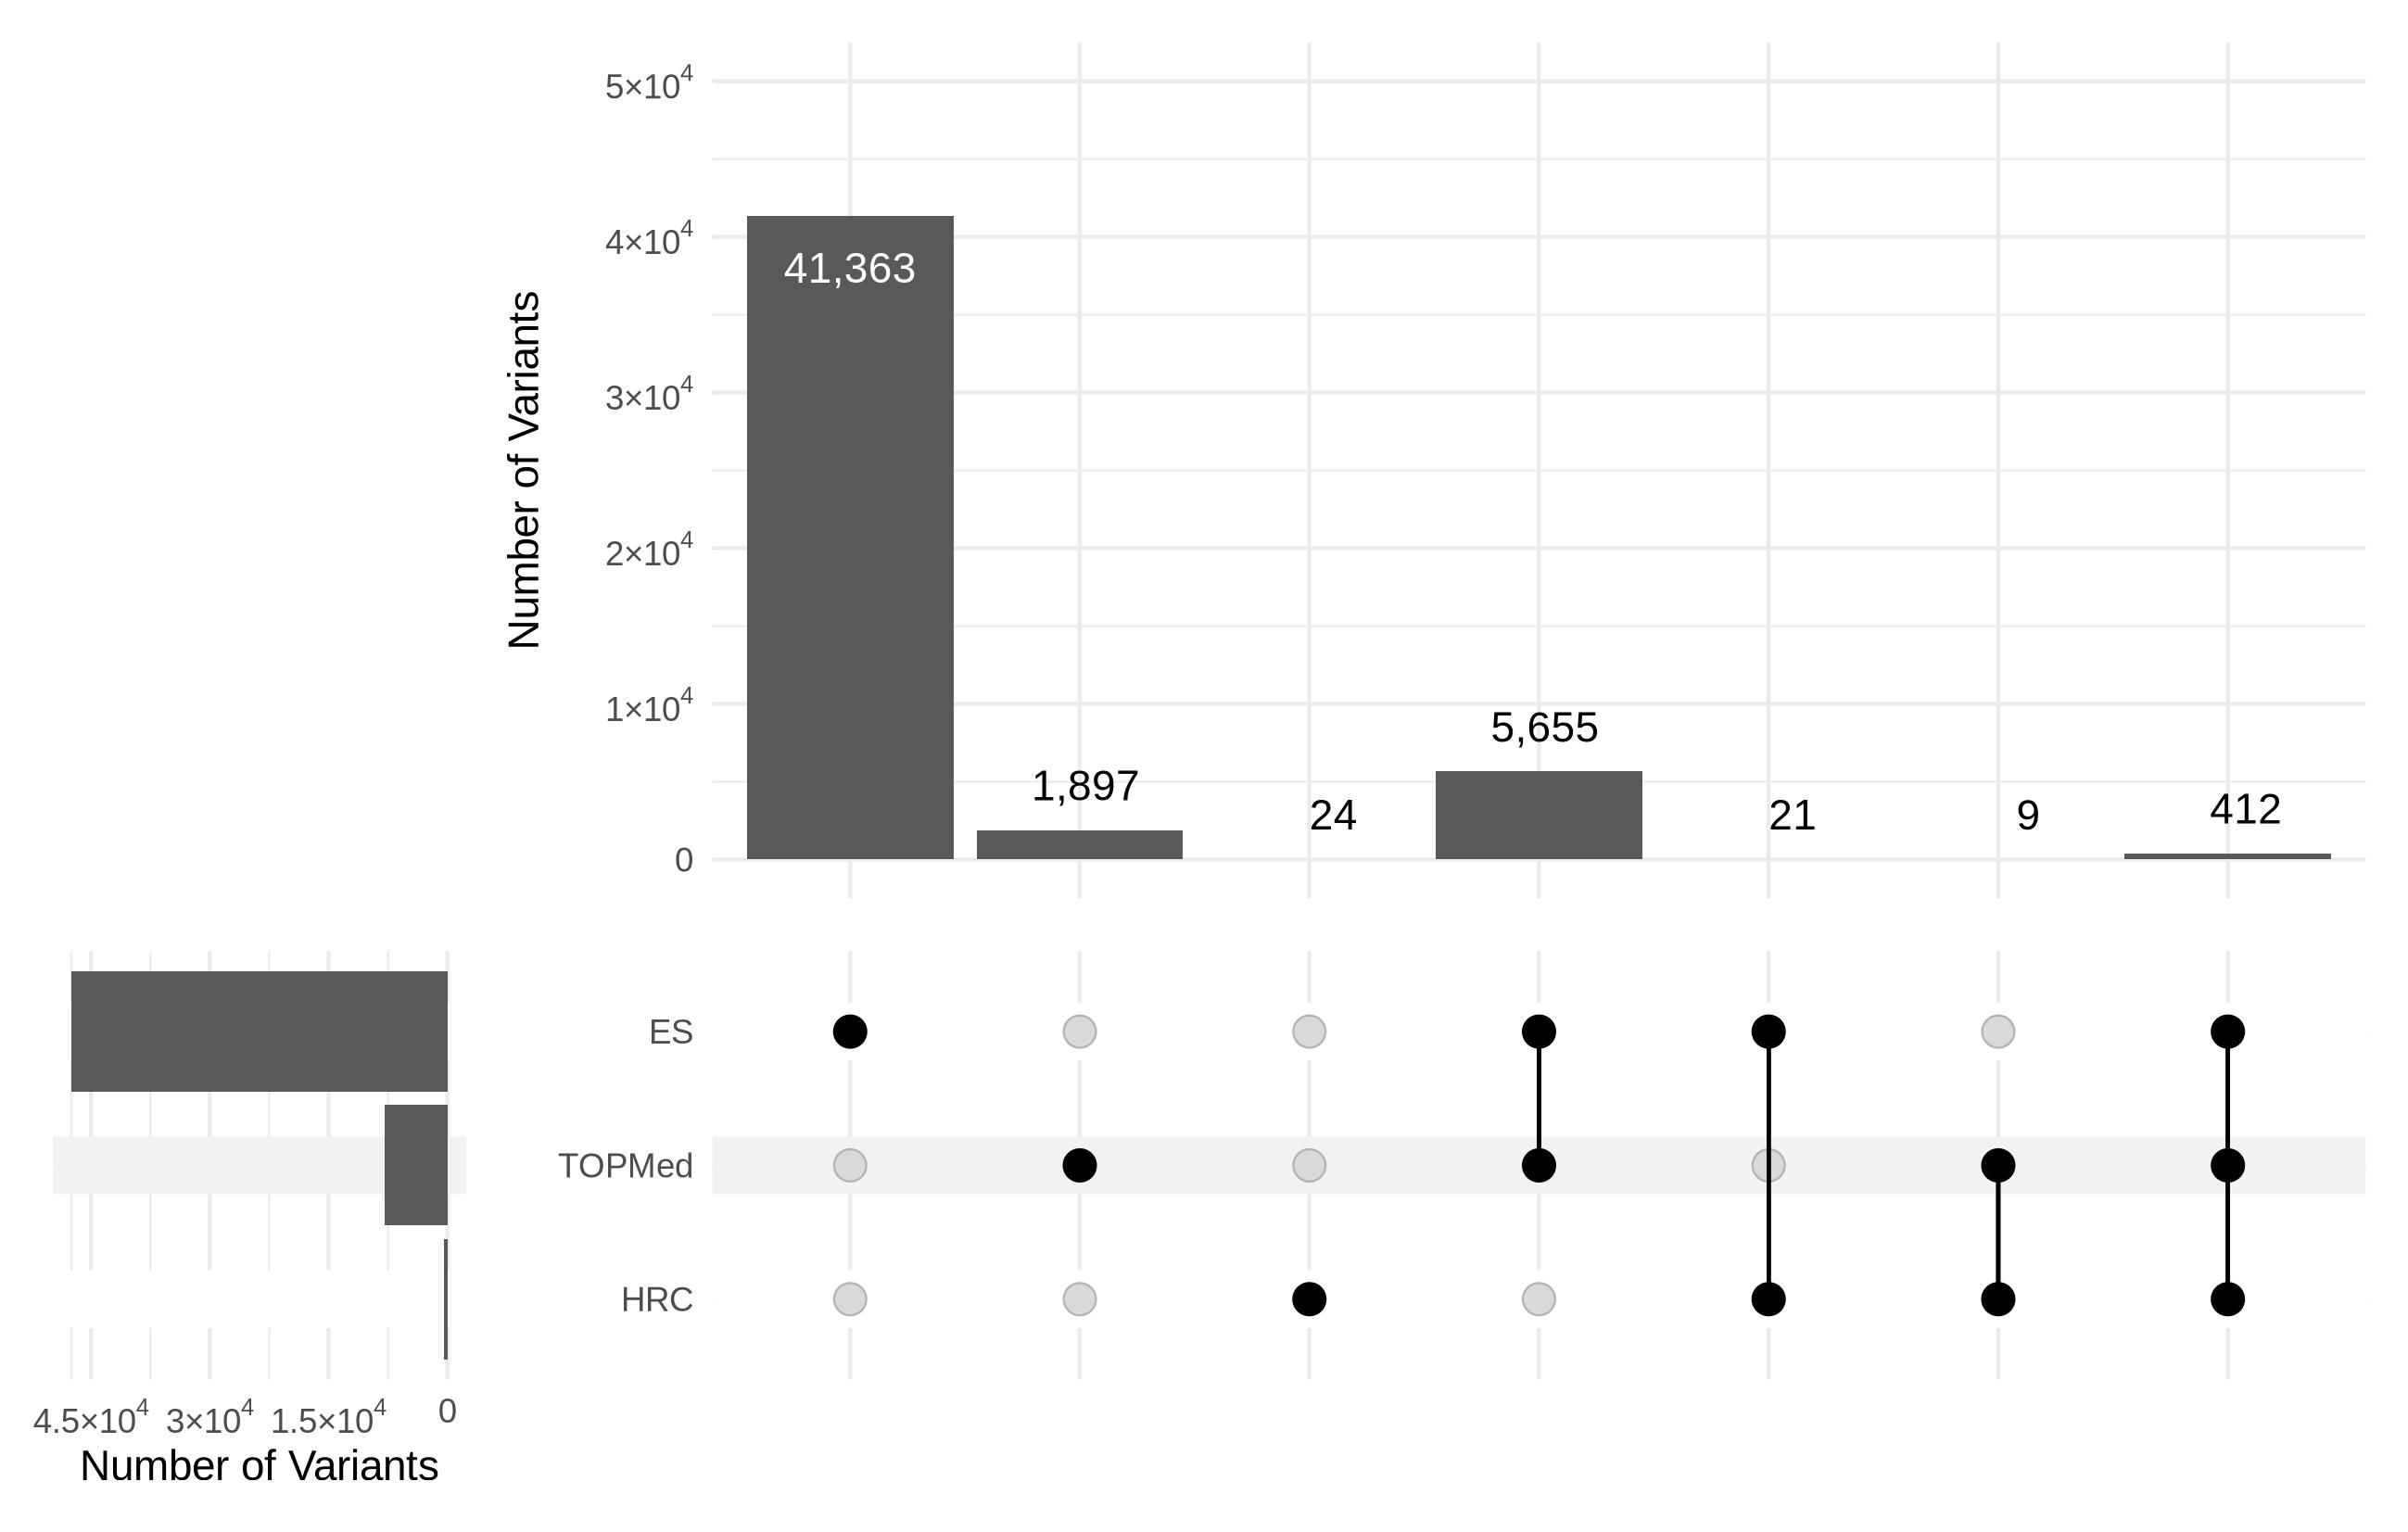 5×10⁴
4×10⁴
3×10⁴
2×10⁴
1×10⁴
0
Number of Variants
41,363
1,897
24
5,655
21
9
412
ES
TOPMed
HRC
4.5×10⁴ 3×10⁴ 1.5×10⁴ 0
Number of Variants